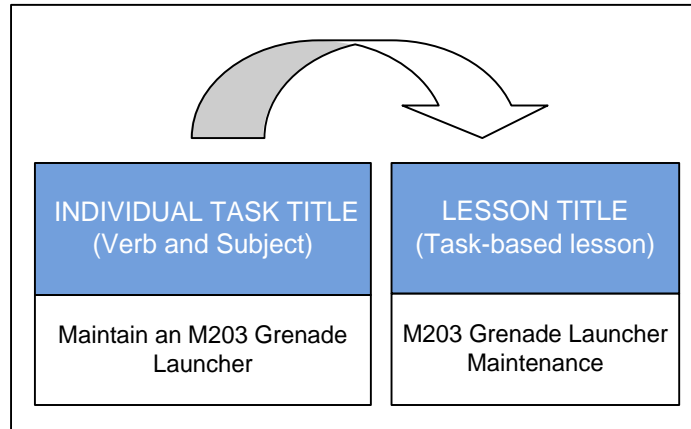 INDIVIDUAL TASK TITLE
(Verb and Subject)
Maintain an M203 Grenade
Launcher
LESSON TITLE
(Task-based lesson)
M203 Grenade Launcher
Maintenance